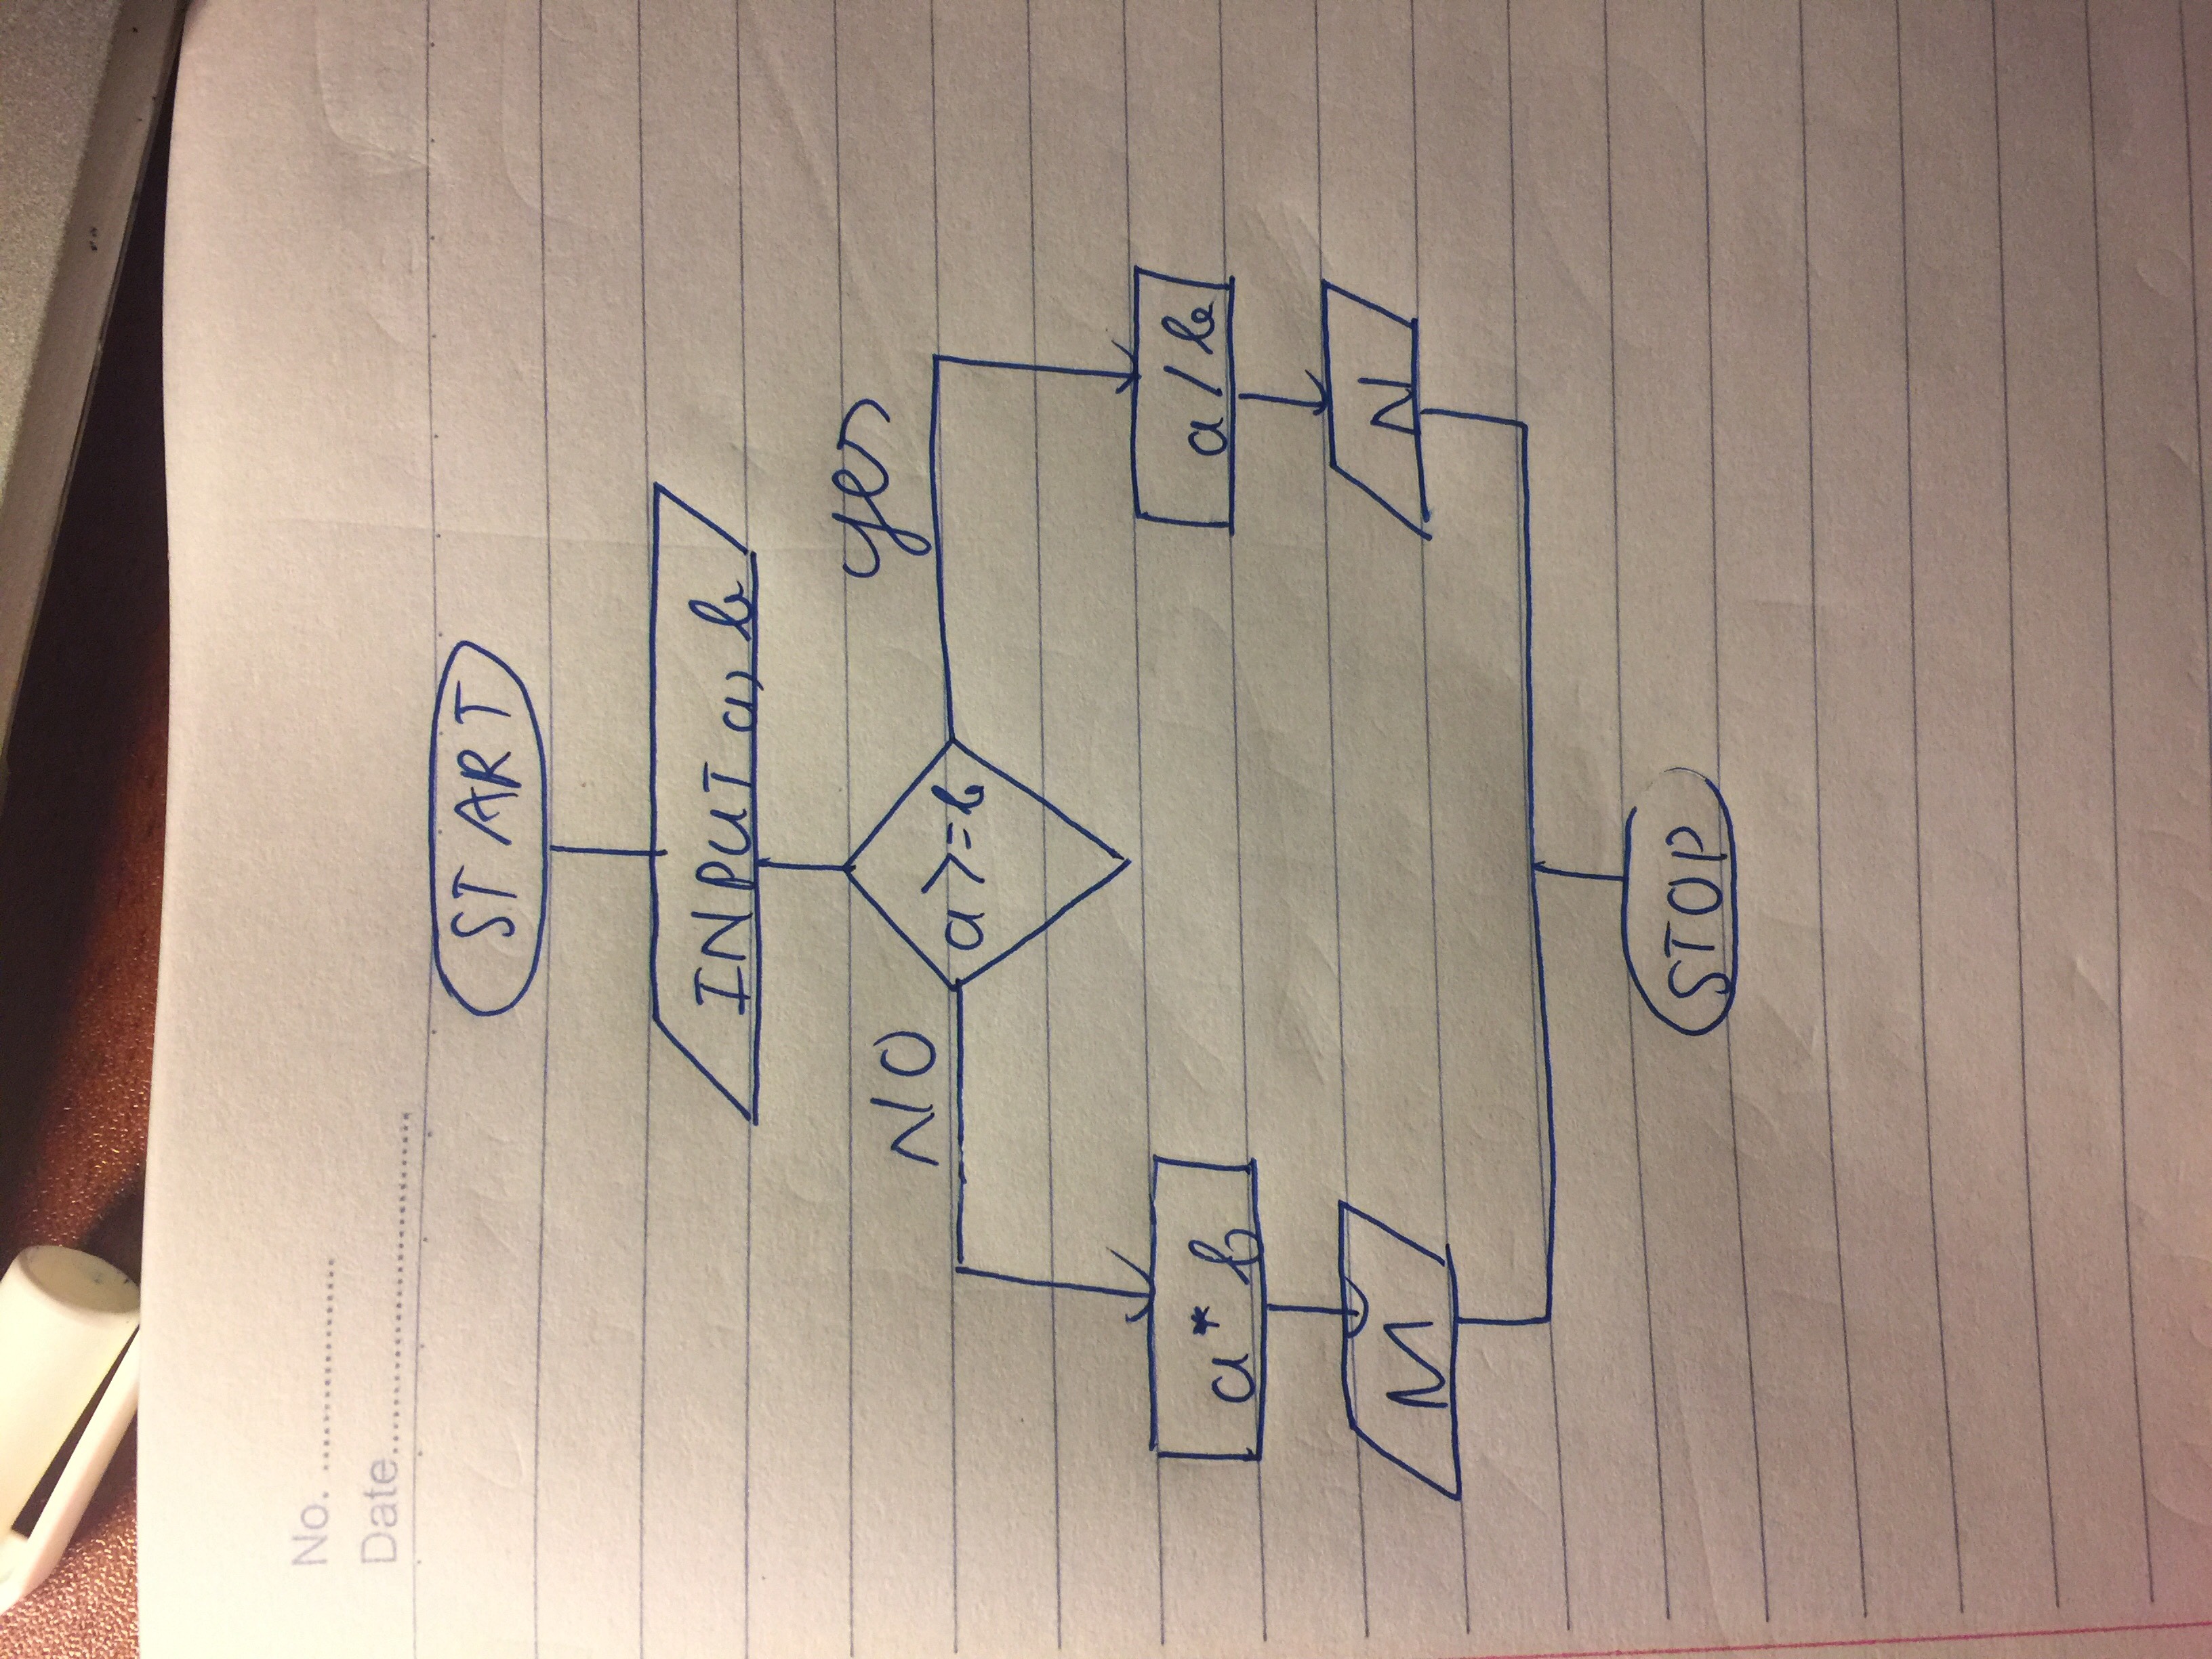 No. ..................
Date..............................
START
INPUT a, b
NO
yes
a>=b
a * b
a / b
M
N
STOP